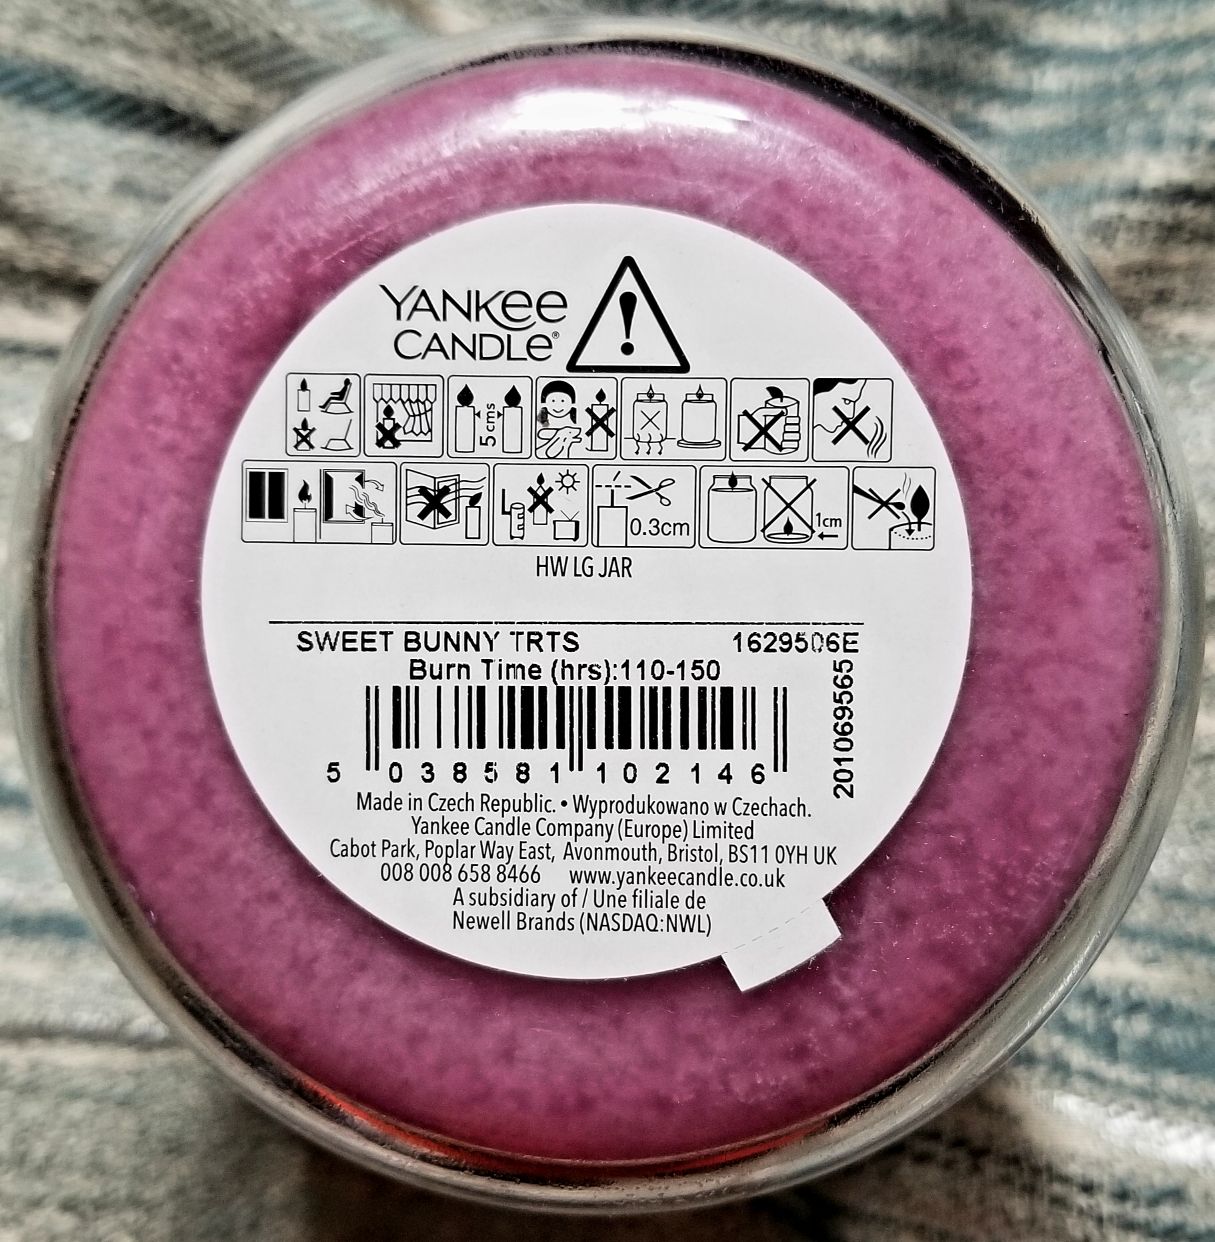 YANKEE
CANDLE®
5 cms
0.3cm
1cm
HW LG JAR
SWEET BUNNY TRTS 1629506E
Burn Time (hrs):110-150
201069565
5 038581 102146
Made in Czech Republic. • Wyprodukowano w Czechach.
Yankee Candle Company (Europe) Limited
Cabot Park, Poplar Way East, Avonmouth, Bristol, BS11 0YH UK
008 008 658 8466 www.yankeecandle.co.uk
A subsidiary of / Une filiale de
Newell Brands (NASDAQ:NWL)